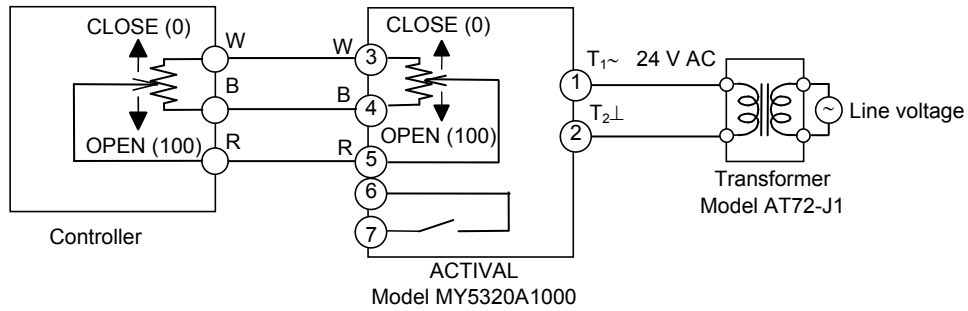 CLOSE (0)
W
B
OPEN (100)
R
Controller
W
3
CLOSE (0)
B
4
OPEN (100)
R
5
6
7
1
2
ACTIVAL
Model MY5320A1000
T₁~ 24 V AC
T₂⊥
~
Line voltage
Transformer
Model AT72-J1